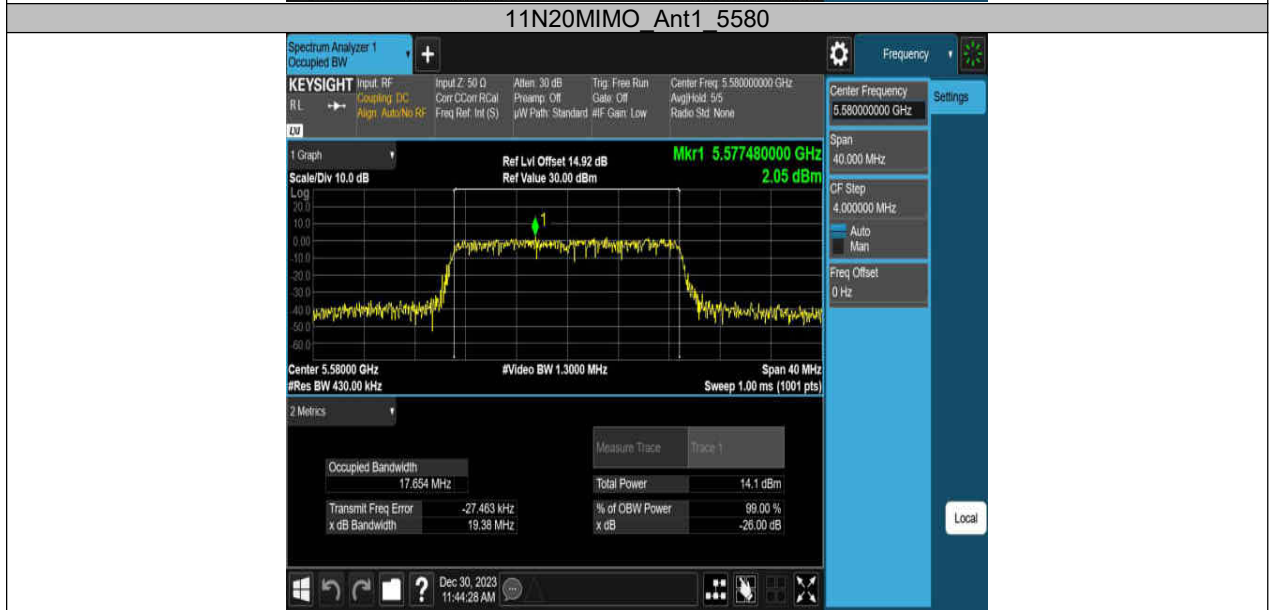 11N20MIMO_Ant1_5580
Spectrum Analyzer 1
Occupied BW
+
Frequency
KEYSIGHT
RL
LXI
Input: RF
Coupling: DC
Align: Auto/No RF
Input Z: 50 Ω
Corr CCorr RCal
Freq Ref: Int (S)
Atten: 30 dB
Preamp: Off
µW Path: Standard
Trig: Free Run
Gate: Off
#IF Gain: Low
Center Freq: 5.580000000 GHz
Avg|Hold: 5/5
Radio Std: None
Center Frequency
5.580000000 GHz
Settings
Span
40.000 MHz
CF Step
4.000000 MHz
Auto
Man
Freq Offset
0 Hz
Local
1 Graph
Scale/Div 10.0 dB
Ref Lvl Offset 14.92 dB
Ref Value 30.00 dBm
Mkr1 5.577480000 GHz
2.05 dBm
Log
20.0
10.0
0.00
-10.0
-20.0
-30.0
-40.0
-50.0
-60.0
1
Center 5.58000 GHz
#Video BW 1.3000 MHz
Span 40 MHz
#Res BW 430.00 kHz
Sweep 1.00 ms (1001 pts)
2 Metrics
Measure Trace
Trace 1
Occupied Bandwidth
17.654 MHz
Total Power
14.1 dBm
Transmit Freq Error
-27.463 kHz
% of OBW Power
99.00 %
x dB Bandwidth
19.38 MHz
x dB
-26.00 dB
?
Dec 30, 2023
11:44:28 AM